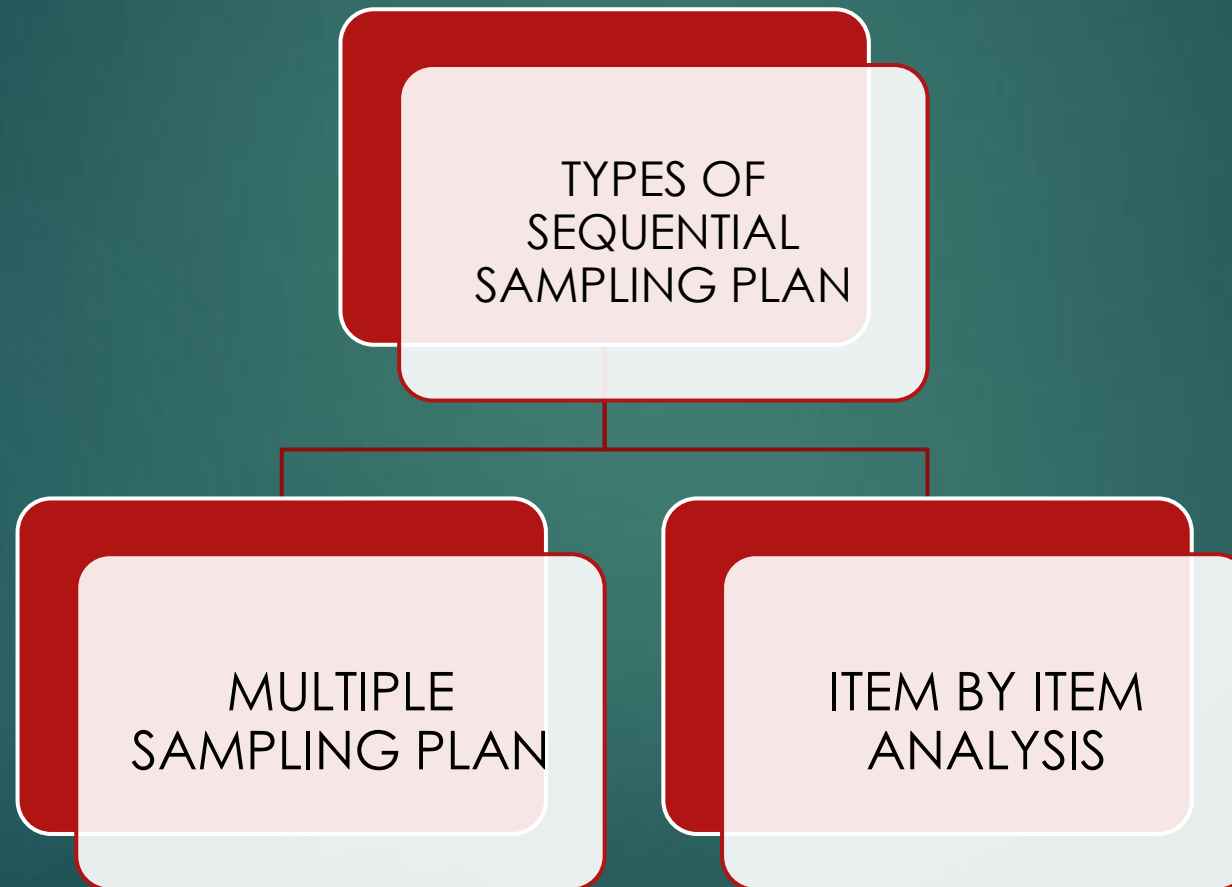 TYPES OF
SEQUENTIAL
SAMPLING PLAN
MULTIPLE
SAMPLING PLAN
ITEM BY ITEM
ANALYSIS